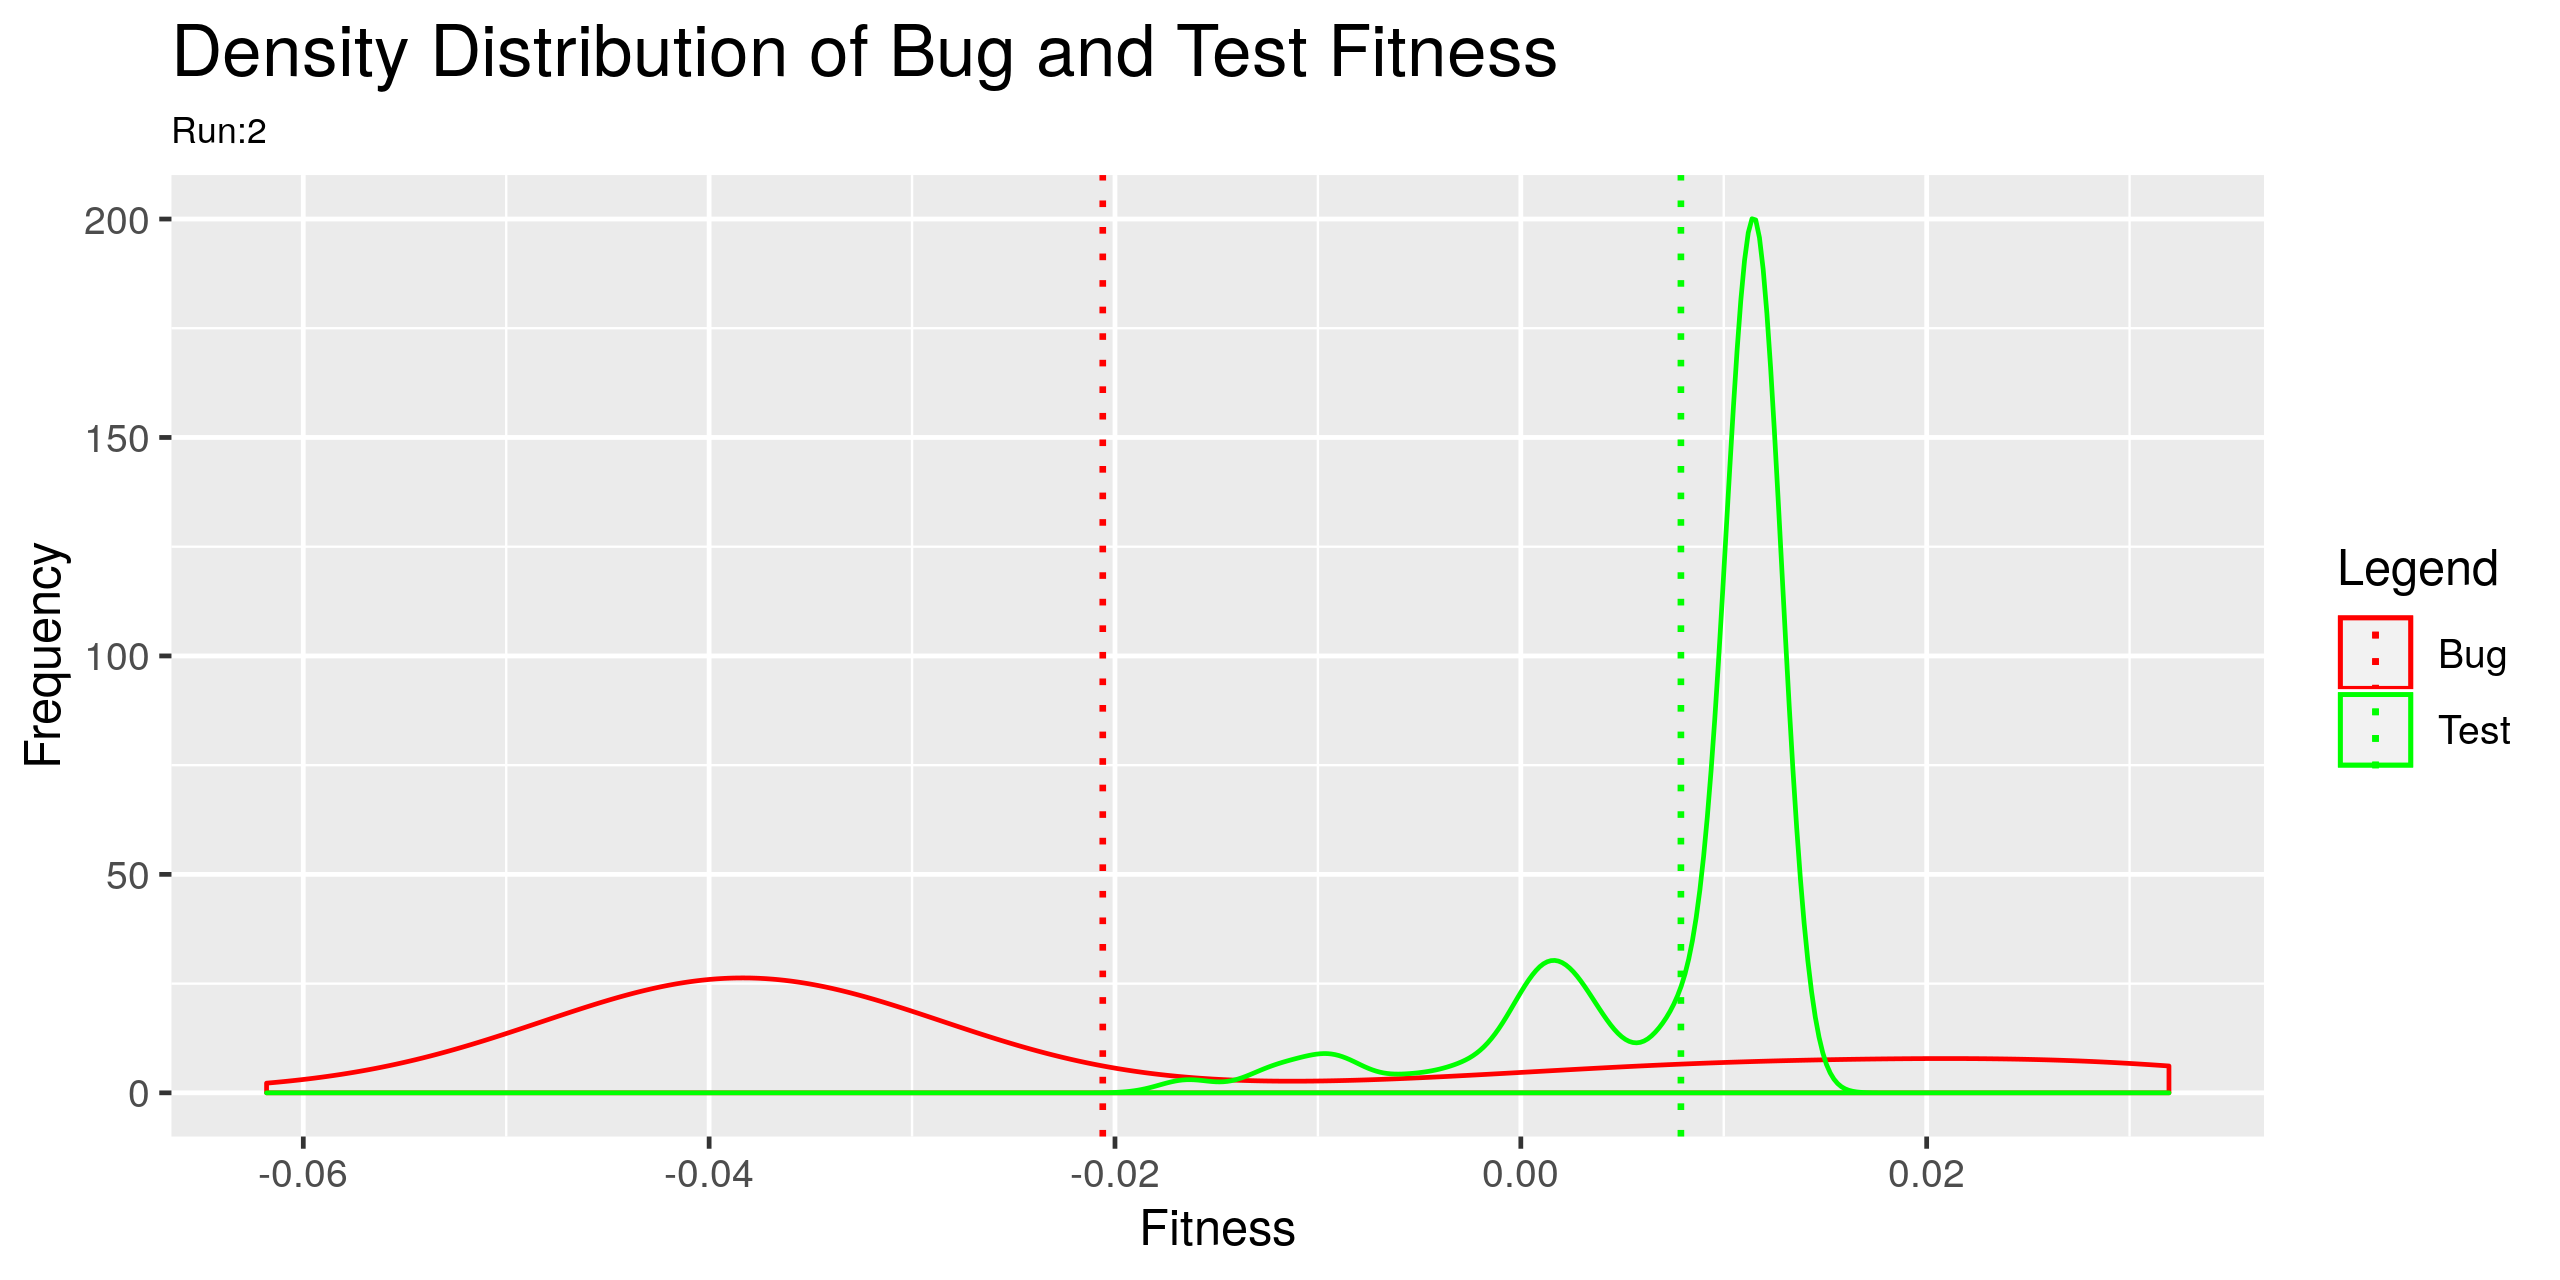 Density Distribution of Bug and Test Fitness
Run:2
200
150
100
50
0
Frequency
-0.06
-0.04
-0.02
0.00
0.02
Fitness
Legend
Bug
Test